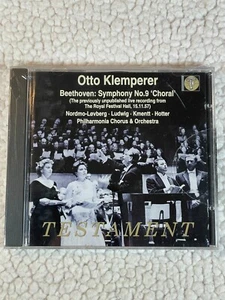 Otto Klemperer
Beethoven: Symphony No.9 'Choral'
(The previously unpublished live recording from
The Royal Festival Hall, 15.11.57)
Nordmo-Løvberg · Ludwig · Kmentt · Hotter
Philharmonia Chorus & Orchestra
TESTAMENT